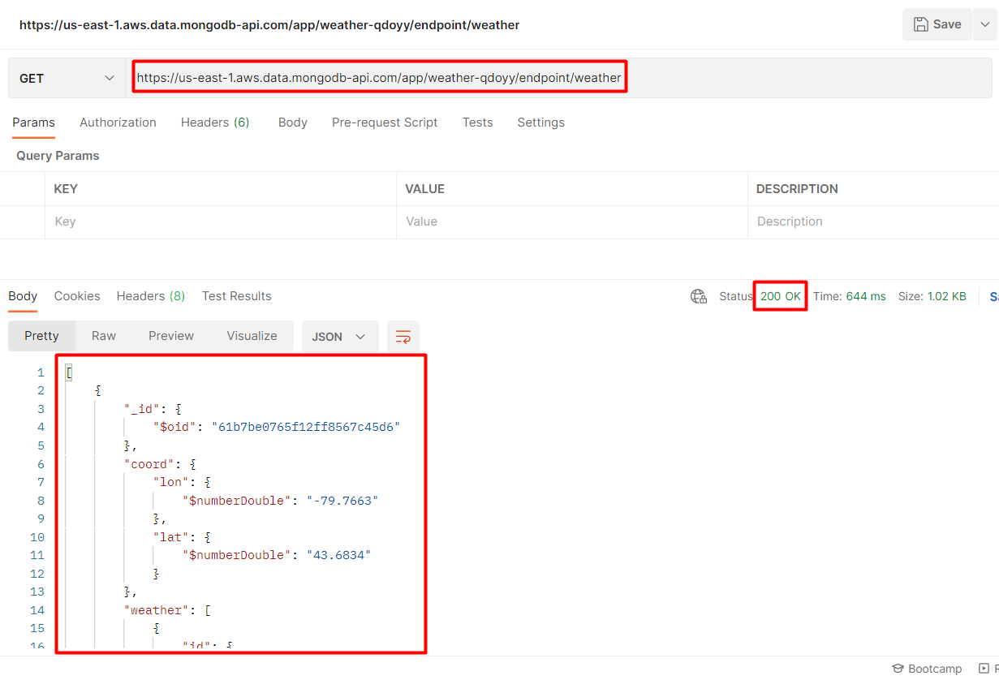 https://us-east-1.aws.data.mongodb-api.com/app/weather-qdoyy/endpoint/weather
Save
GET
https://us-east-1.aws.data.mongodb-api.com/app/weather-qdoyy/endpoint/weather
Params Authorization Headers (6) Body Pre-request Script Tests Settings
Query Params
KEY VALUE DESCRIPTION
Key Value Description
Body Cookies Headers (8) Test Results Status 200 OK Time: 644 ms Size: 1.02 KB
Pretty Raw Preview Visualize JSON
1 [
2 {
3 "_id": {
4 "$oid": "61b7be0765f12ff8567c45d6"
5 },
6 "coord": {
7 "lon": {
8 "$numberDouble": "-79.7663"
9 },
10 "lat": {
11 "$numberDouble": "43.6834"
12 }
13 },
14 "weather": [
15 {
16 "id": {
Bootcamp